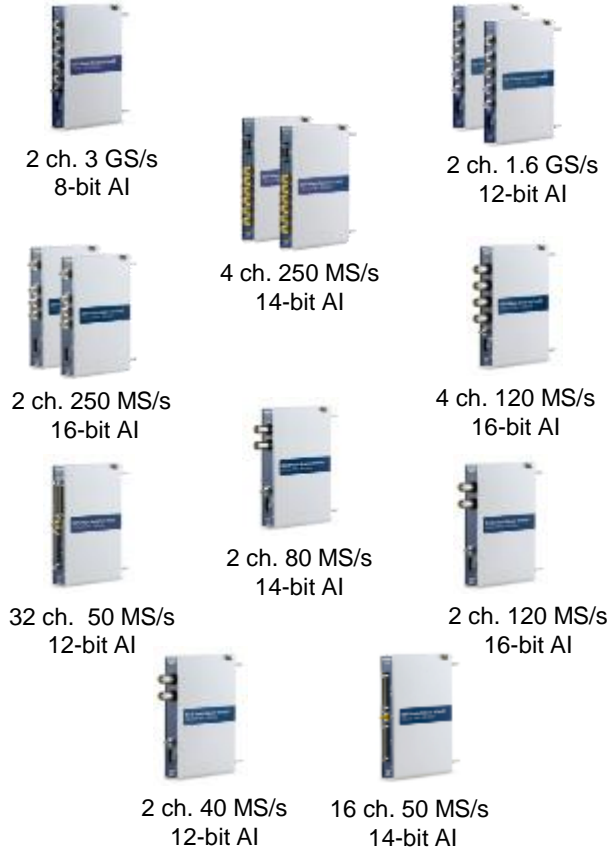 2 ch. 3 GS/s
8-bit AI
2 ch. 1.6 GS/s
12-bit AI
4 ch. 250 MS/s
14-bit AI
2 ch. 250 MS/s
16-bit AI
4 ch. 120 MS/s
16-bit AI
2 ch. 80 MS/s
14-bit AI
32 ch.  50 MS/s
12-bit AI
2 ch. 120 MS/s
16-bit AI
2 ch. 40 MS/s
12-bit AI
16 ch. 50 MS/s
14-bit AI